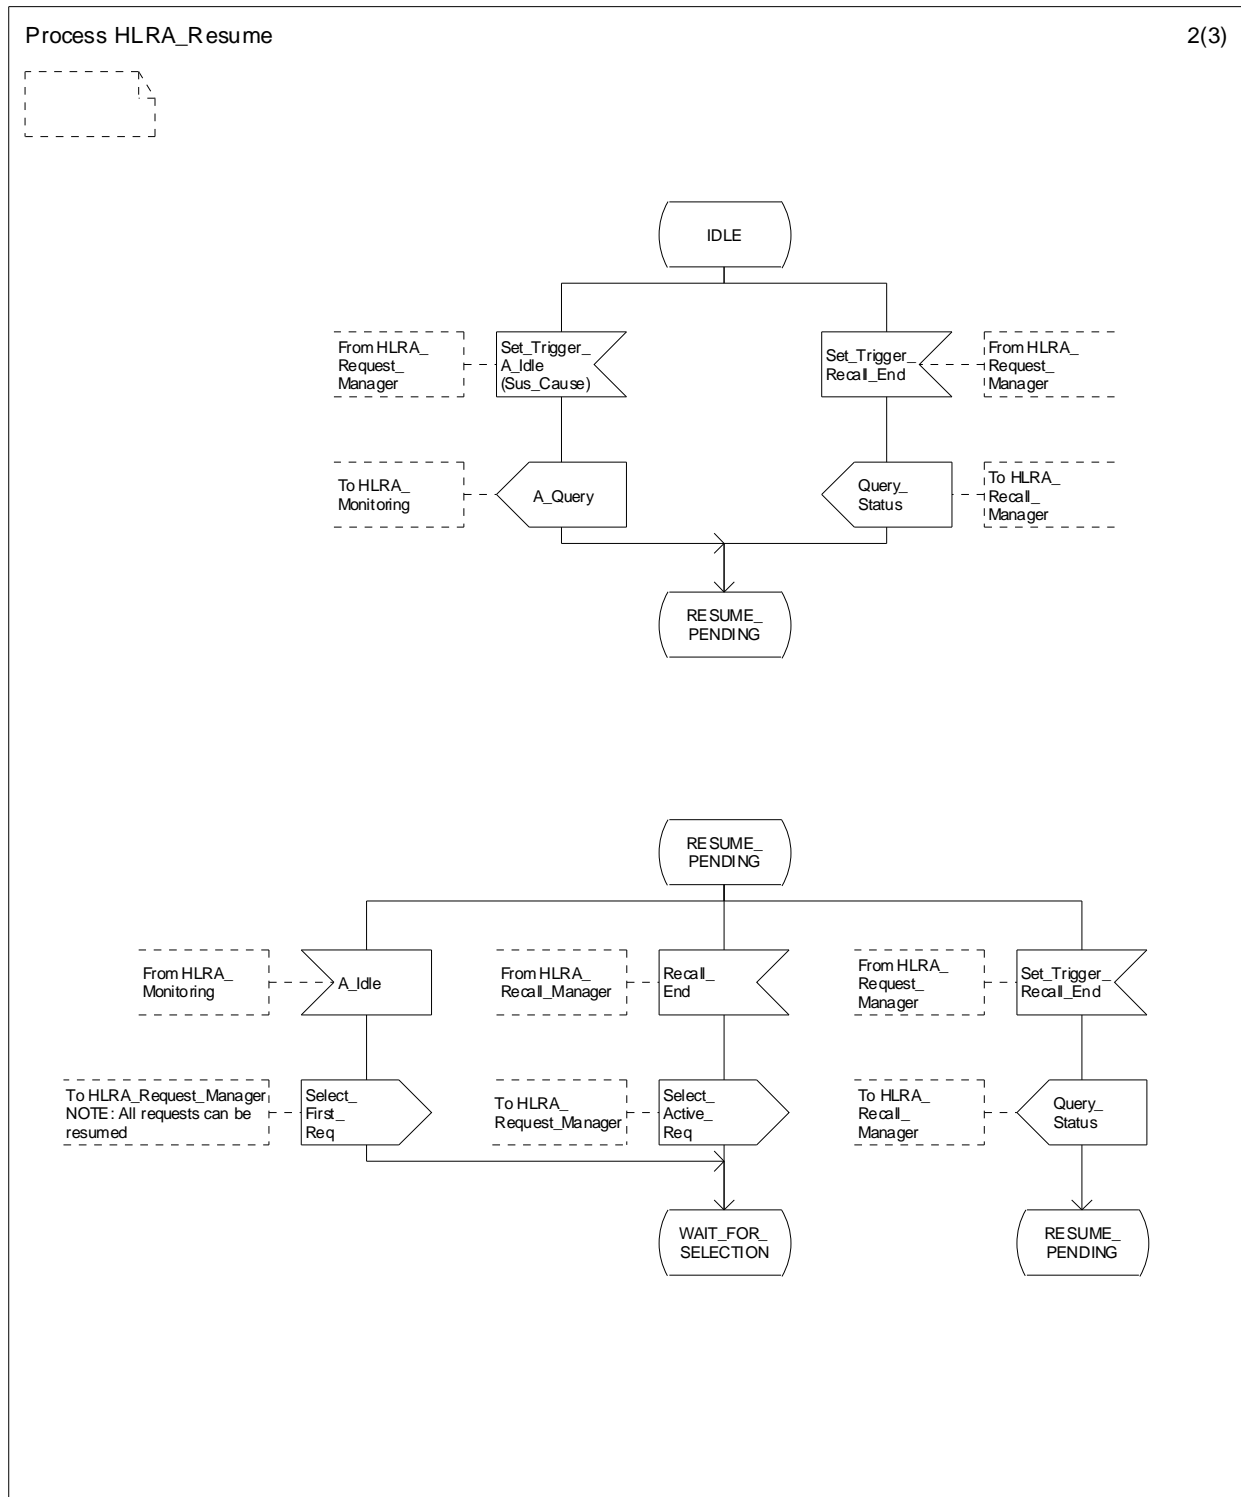 Process HLRA_Resume
2(3)
IDLE
From HLRA_
Request_
Manager
Set_Trigger_
A_Idle
(Sus_Cause)
Set_Trigger_
Recall_End
From HLRA_
Request_
Manager
To HLRA_
Monitoring
A_Query
Query_
Status
To HLRA_
Recall_
Manager
RESUME_
PENDING
RESUME_
PENDING
From HLRA_
Monitoring
A_Idle
From HLRA_
Recall_Manager
Recall_
End
From HLRA_
Request_
Manager
Set_Trigger_
Recall_End
To HLRA_Request_Manager
NOTE: All requests can be
resumed
Select_
First_
Req
To HLRA_
Request_Manager
Select_
Active_
Req
To HLRA_
Recall_
Manager
Query_
Status
WAIT_FOR_
SELECTION
RESUME_
PENDING